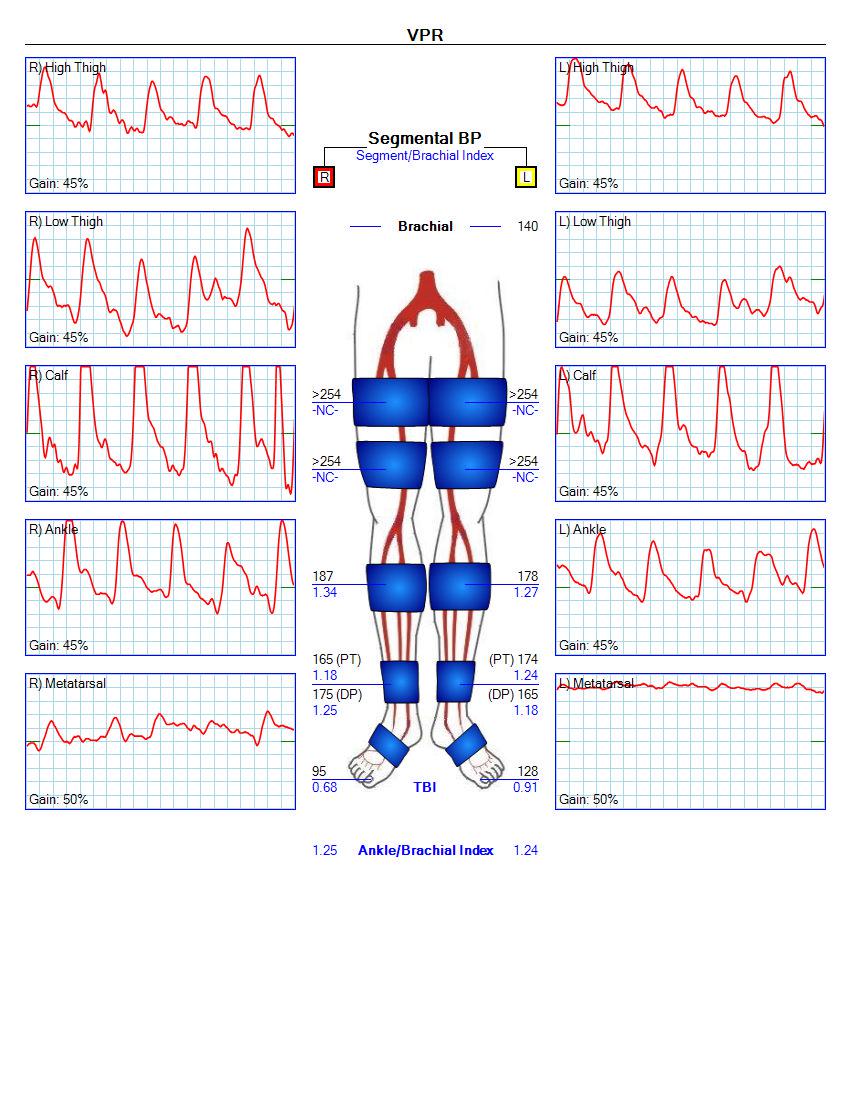 VPR
R) High Thigh
Gain: 45%
R) Low Thigh
Gain: 45%
R) Calf
Gain: 45%
R) Ankle
Gain: 45%
R) Metatarsal
Gain: 50%
Segmental BP
Segment/Brachial Index
R L
Brachial 140
>254 >254
-NC- -NC-
>254 >254
-NC- -NC-
187 178
1.34 1.27
165 (PT) (PT) 174
1.18 1.24
175 (DP) (DP) 165
1.25 1.18
95 128
0.68 TBI 0.91
1.25 Ankle/Brachial Index 1.24
L) High Thigh
Gain: 45%
L) Low Thigh
Gain: 45%
L) Calf
Gain: 45%
L) Ankle
Gain: 45%
L) Metatarsal
Gain: 50%